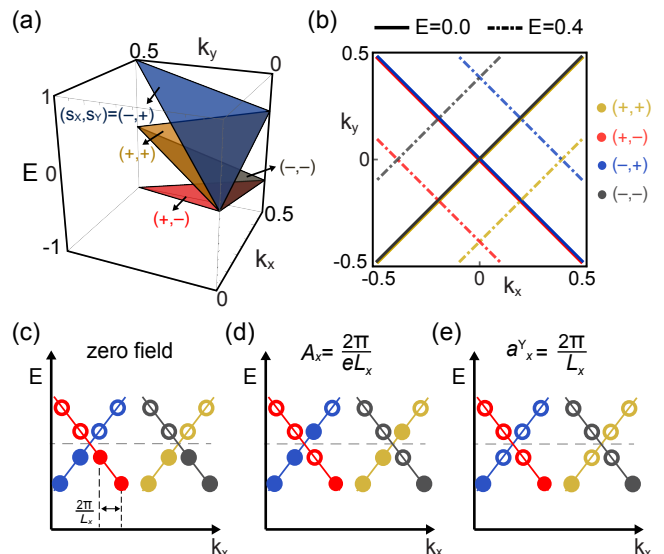 (a)
0.5
k_y
0
1
(s_X,s_Y)=(−,+)
(+,+)
(−,−)
E
0
(+,−)
0.5
k_x
-1
0
(b)
E=0.0
E=0.4
0.5
k_y
0
-0.5
-0.5
0
0.5
k_x
(+,+)
(+,−)
(−,+)
(−,−)
(c)
zero field
E
2π/L_x
k_x
(d)
A_x= 2π/eL_x
E
k_x
(e)
a^Y_x= 2π/L_x
E
k_x